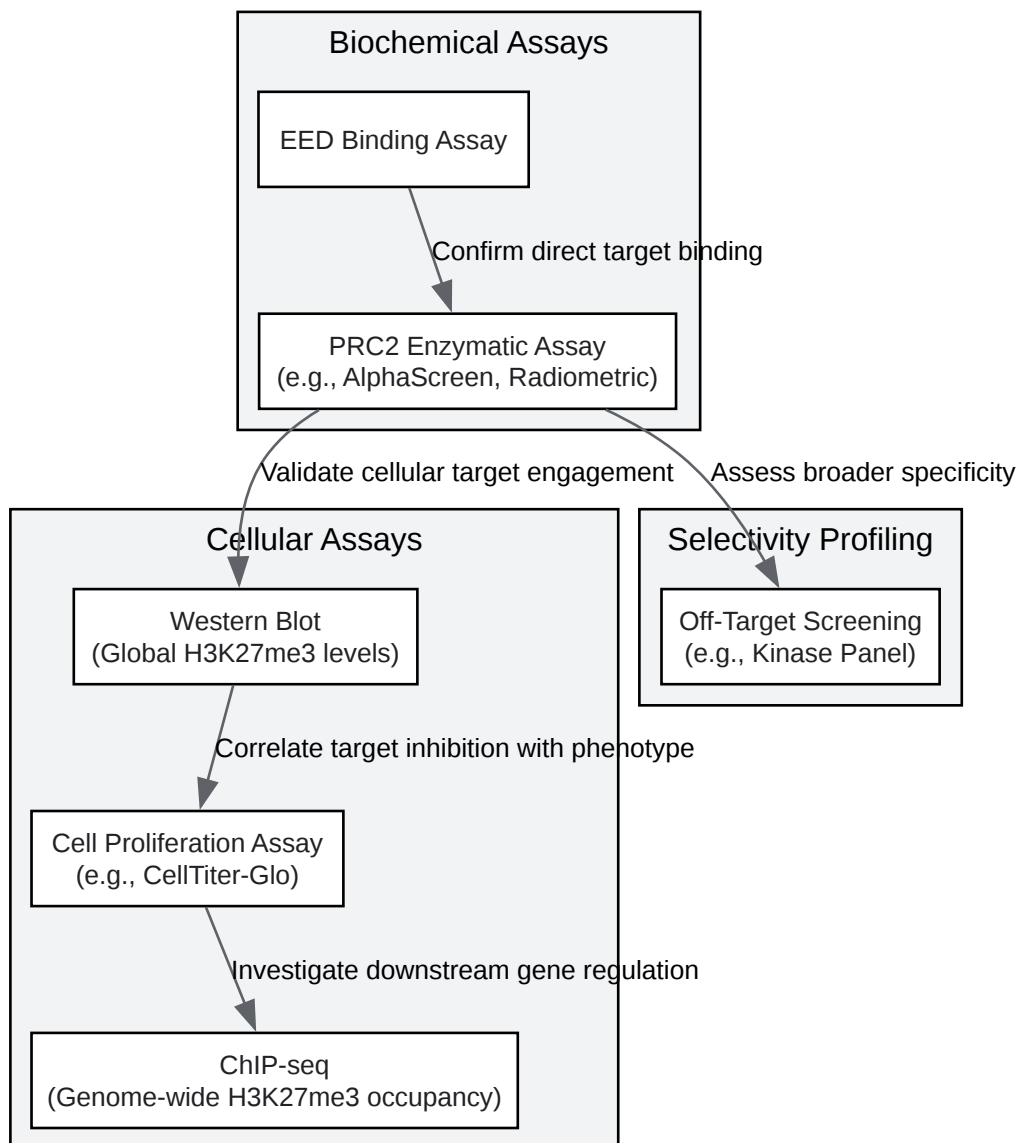 Biochemical Assays
EED Binding Assay
Confirm direct target binding
PRC2 Enzymatic Assay
(e.g., AlphaScreen, Radiometric)
Validate cellular target engagement
Assess broader specificity
Cellular Assays
Selectivity Profiling
Western Blot
(Global H3K27me3 levels)
Off-Target Screening
(e.g., Kinase Panel)
Correlate target inhibition with phenotype
Cell Proliferation Assay
(e.g., CellTiter-Glo)
Investigate downstream gene regulation
ChIP-seq
(Genome-wide H3K27me3 occupancy)